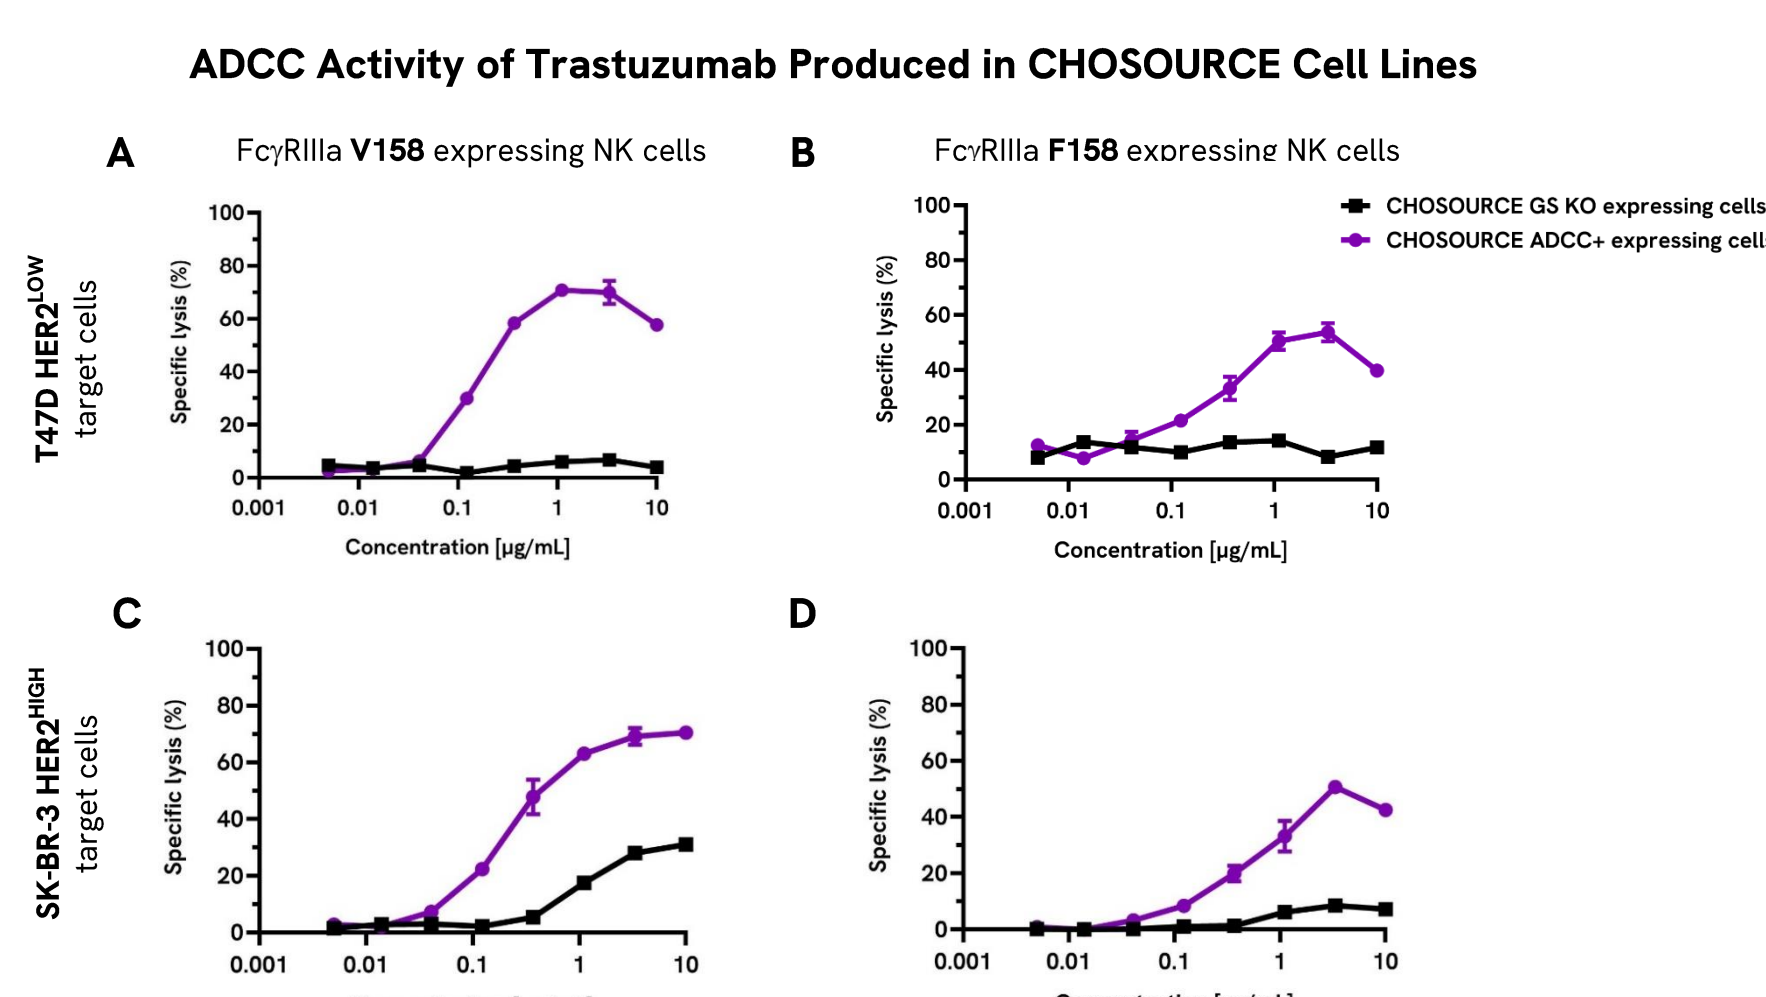 ADCC Activity of Trastuzumab Produced in CHOSOURCE Cell Lines
A
FcγRIIIa V158 expressing NK cells
B
FcγRIIIa F158 expressing NK cells
CHOSOURCE GS KO expressing cells
CHOSOURCE ADCC+ expressing cells
T47D HER2LOW
target cells
Specific lysis (%)
100
80
60
40
20
0
0.001 0.01 0.1 1 10
Concentration [µg/mL]
Specific lysis (%)
100
80
60
40
20
0
0.001 0.01 0.1 1 10
Concentration [µg/mL]
C
D
SK-BR-3 HER2HIGH
target cells
Specific lysis (%)
100
80
60
40
20
0
0.001 0.01 0.1 1 10
Specific lysis (%)
100
80
60
40
20
0
0.001 0.01 0.1 1 10